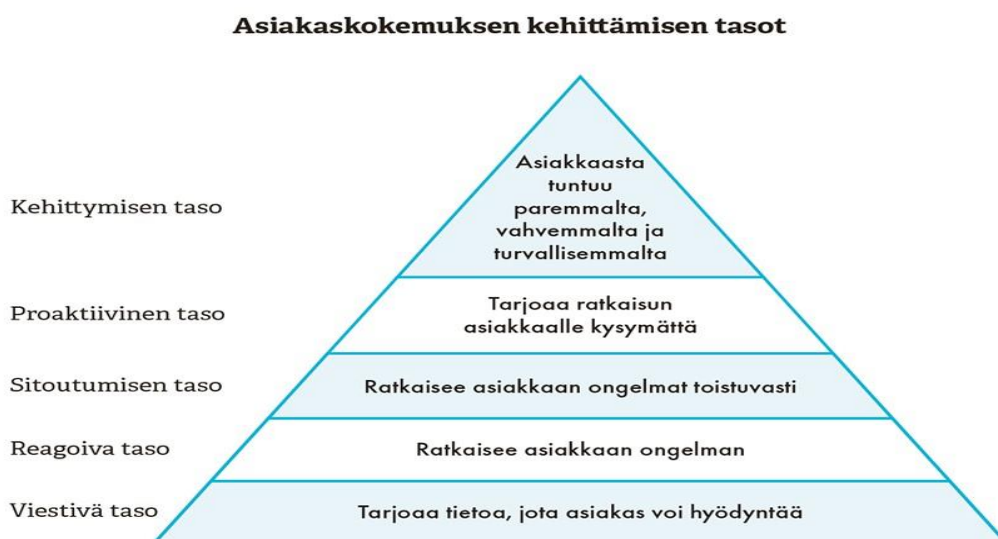 Asiakaskokemuksen kehittämisen tasot
Kehittymisen taso
Asiakkaasta
tuntuu
paremmalta,
vahvemmalta ja
turvallisemmalta
Proaktiivinen taso
Tarjoaa ratkaisun
asiakkaalle kysymättä
Sitoutumisen taso
Ratkaisee asiakkaan ongelmat toistuvasti
Reagoiva taso
Ratkaisee asiakkaan ongelman
Viestivä taso
Tarjoaa tietoa, jota asiakas voi hyödyntää